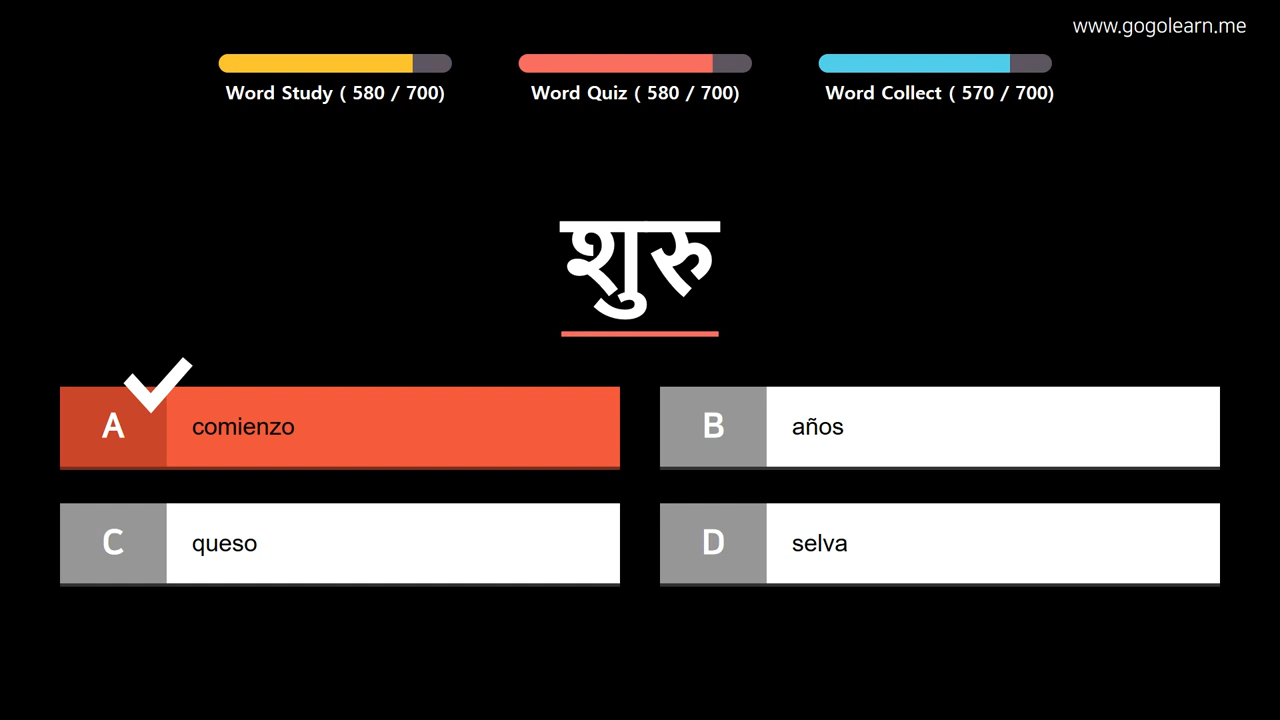 www.gogolearn.me
Word Study ( 580 / 700)
Word Quiz ( 580 / 700)
Word Collect ( 570 / 700)
शुरु
A comienzo
B años
C queso
D selva